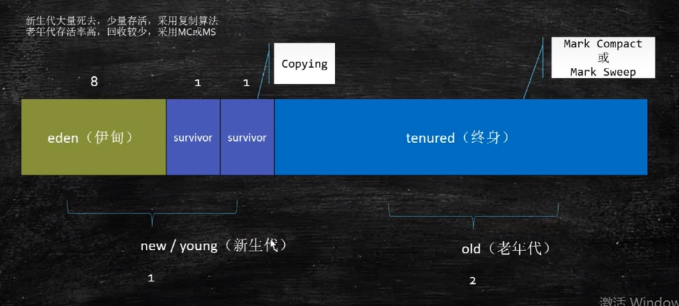 新生代大量死去，少量存活，采用复制算法
老年代存活率高，回收较少，采用MC或MS
8
1
1
Copying
Mark Compact
或
Mark Sweep
eden（伊甸）
survivor
survivor
tenured（终身）
new / young（新生代）
old（老年代）
1
2
激活 Window